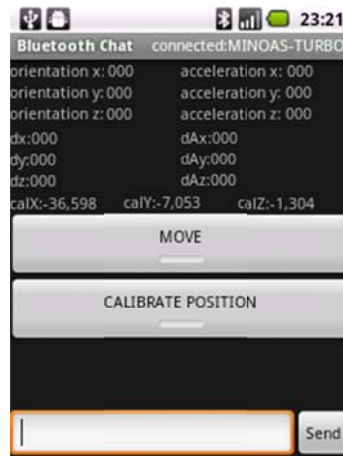 23:21
Bluetooth Chat connected:MINOAS-TURBO
orientation x: 000 acceleration x: 000
orientation y: 000 acceleration y: 000
orientation z: 000 acceleration z: 000
dx:000 dAx:000
dy:000 dAy:000
dz:000 dAz:000
calX:-36,598 calY:-7,053 calZ:-1,304
MOVE
CALIBRATE POSITION
Send